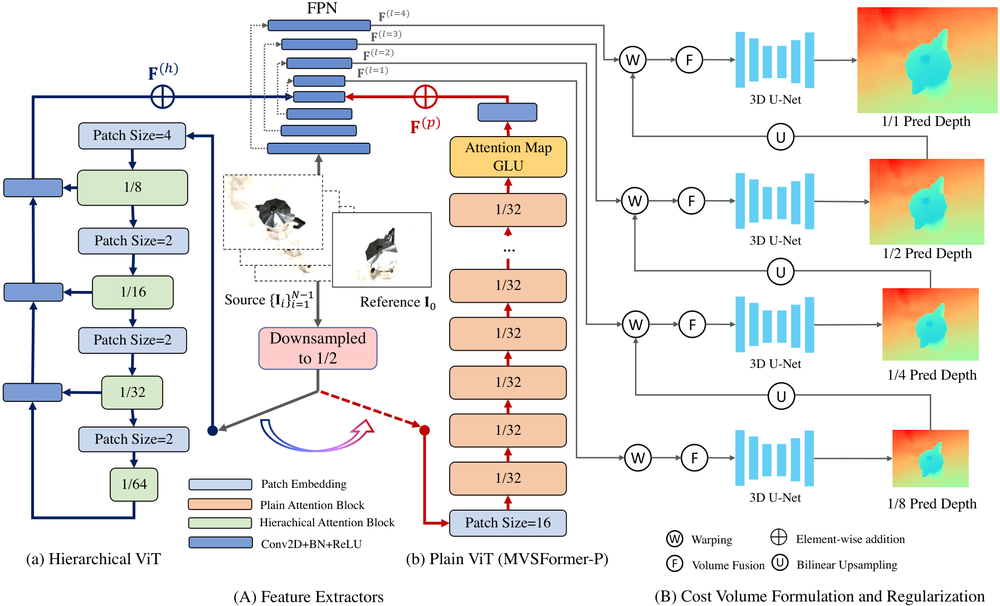 FPN
F^(l=4)
F^(l=3)
F^(l=2)
F^(l=1)
F^(h)
F^(p)
Patch Size=4
1/8
Patch Size=2
1/16
Patch Size=2
1/32
Patch Size=2
1/64
Source {I_i}_{i=1}^{N-1}
Reference I_0
Downsampled
to 1/2
Attention Map
GLU
1/32
...
1/32
1/32
1/32
1/32
1/32
Patch Size=16
Patch Embedding
Plain Attention Block
Hierachical Attention Block
Conv2D+BN+ReLU
(a) Hierarchical ViT
(b) Plain ViT (MVSFormer-P)
(A) Feature Extractors
W
F
3D U-Net
1/1 Pred Depth
U
W
F
3D U-Net
1/2 Pred Depth
U
W
F
3D U-Net
1/4 Pred Depth
U
W
F
3D U-Net
1/8 Pred Depth
W Warping
Element-wise addition
F Volume Fusion
U Bilinear Upsampling
(B) Cost Volume Formulation and Regularization